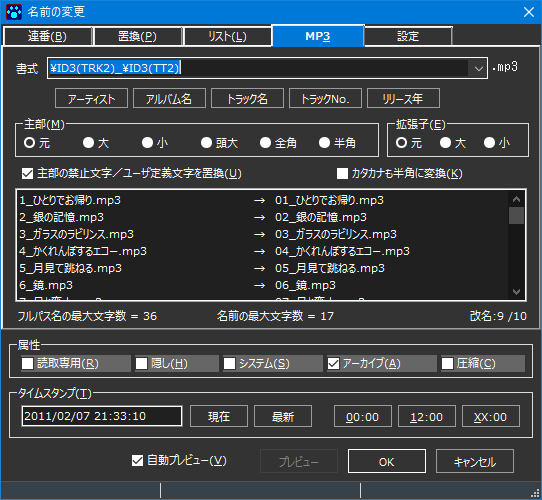 名前の変更
連番(B) 置換(P) リスト(L) MP3 設定
書式 ¥ID3(TRK2)_¥ID3(TT2) .mp3
アーティスト アルバム名 トラック名 トラックNo. リリース年
主部(M) 拡張子(E)
元 大 小 頭大 全角 半角 元 大 小
主部の禁止文字／ユーザ定義文字を置換(U) カタカナも半角に変換(K)
1_ひとりでお帰り.mp3 → 01_ひとりでお帰り.mp3
2_銀の記憶.mp3 → 02_銀の記憶.mp3
3_ガラスのラビリンス.mp3 → 03_ガラスのラビリンス.mp3
4_かくれんぼするエコー.mp3 → 04_かくれんぼするエコー.mp3
5_月見て跳ねる.mp3 → 05_月見て跳ねる.mp3
6_鏡.mp3 → 06_鏡.mp3
フルパス名の最大文字数 = 36 名前の最大文字数 = 17 改名:9 /10
属性
読取専用(R) 隠し(H) システム(S) アーカイブ(A) 圧縮(C)
タイムスタンプ(T)
2011/02/07 21:33:10 現在 最新 00:00 12:00 XX:00
自動プレビュー(V) プレビュー OK キャンセル